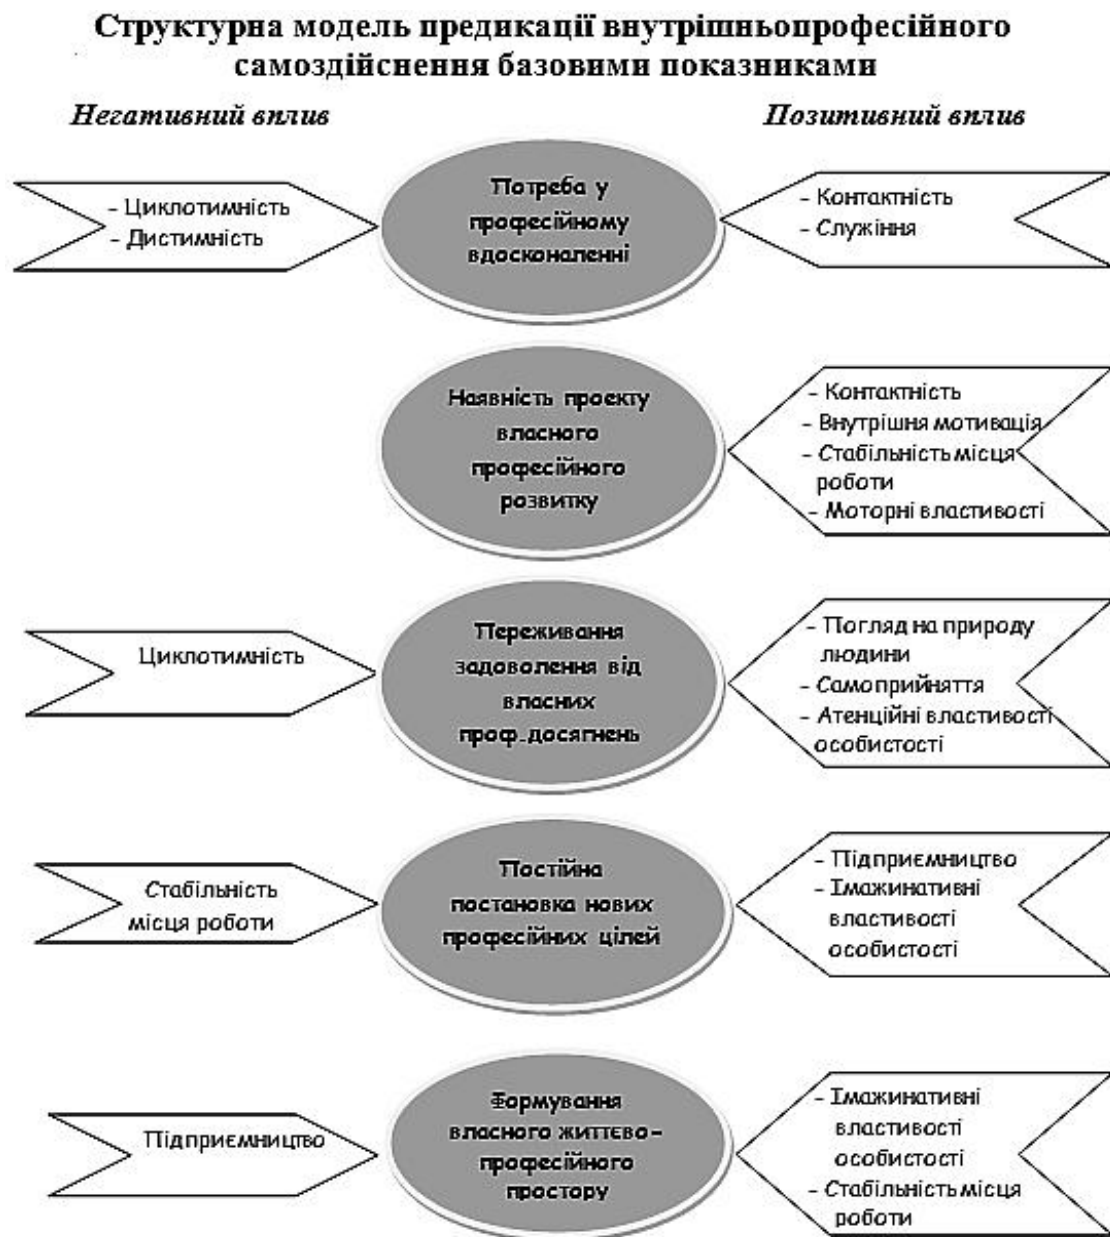 Структурна модель предикації внутрішньопрофесійного
самоздійснення базовими показниками
Негативний вплив
Позитивний вплив
- Циклотимність
- Дистимність
Потреба у
професійному
вдосконаленні
- Контактність
- Служіння
Наявність проекту
власного
професійного
розвитку
- Контактність
- Внутрішня мотивація
- Стабільність місця
роботи
- Моторні властивості
Циклотимність
Переживання
задоволення від
власних
проф.досягнень
- Погляд на природу
людини
- Самоприйняття
- Атенційні властивості
особистості
Стабільність
місця роботи
Постійна
постановка нових
професійних цілей
- Підприємництво
- Імажинативні
властивості
особистості
Підприємництво
Формування
власного життєво-
професійного
простору
- Імажинативні
властивості
особистості
- Стабільність місця
роботи